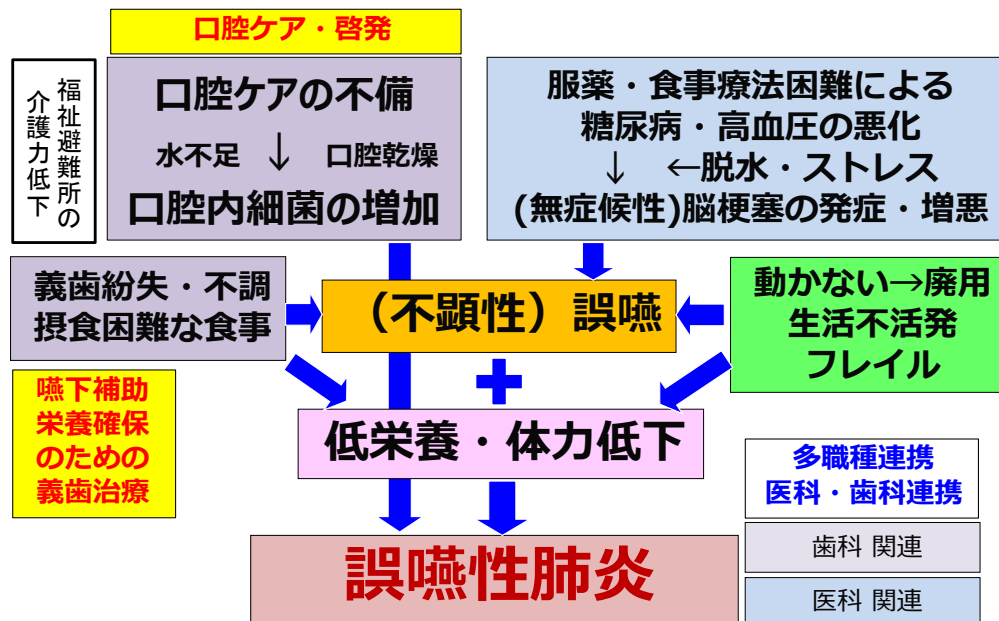 口腔ケア・啓発
福祉避難所の
介護力低下
口腔ケアの不備
水不足 ↓ 口腔乾燥
口腔内細菌の増加
服薬・食事療法困難による
糖尿病・高血圧の悪化
↓ ←脱水・ストレス
(無症候性)脳梗塞の発症・増悪
義歯紛失・不調
摂食困難な食事
（不顕性）誤嚥
動かない→廃用
生活不活発
フレイル
嚥下補助
栄養確保
のための
義歯治療
低栄養・体力低下
多職種連携
医科・歯科連携
誤嚥性肺炎
歯科 関連
医科 関連